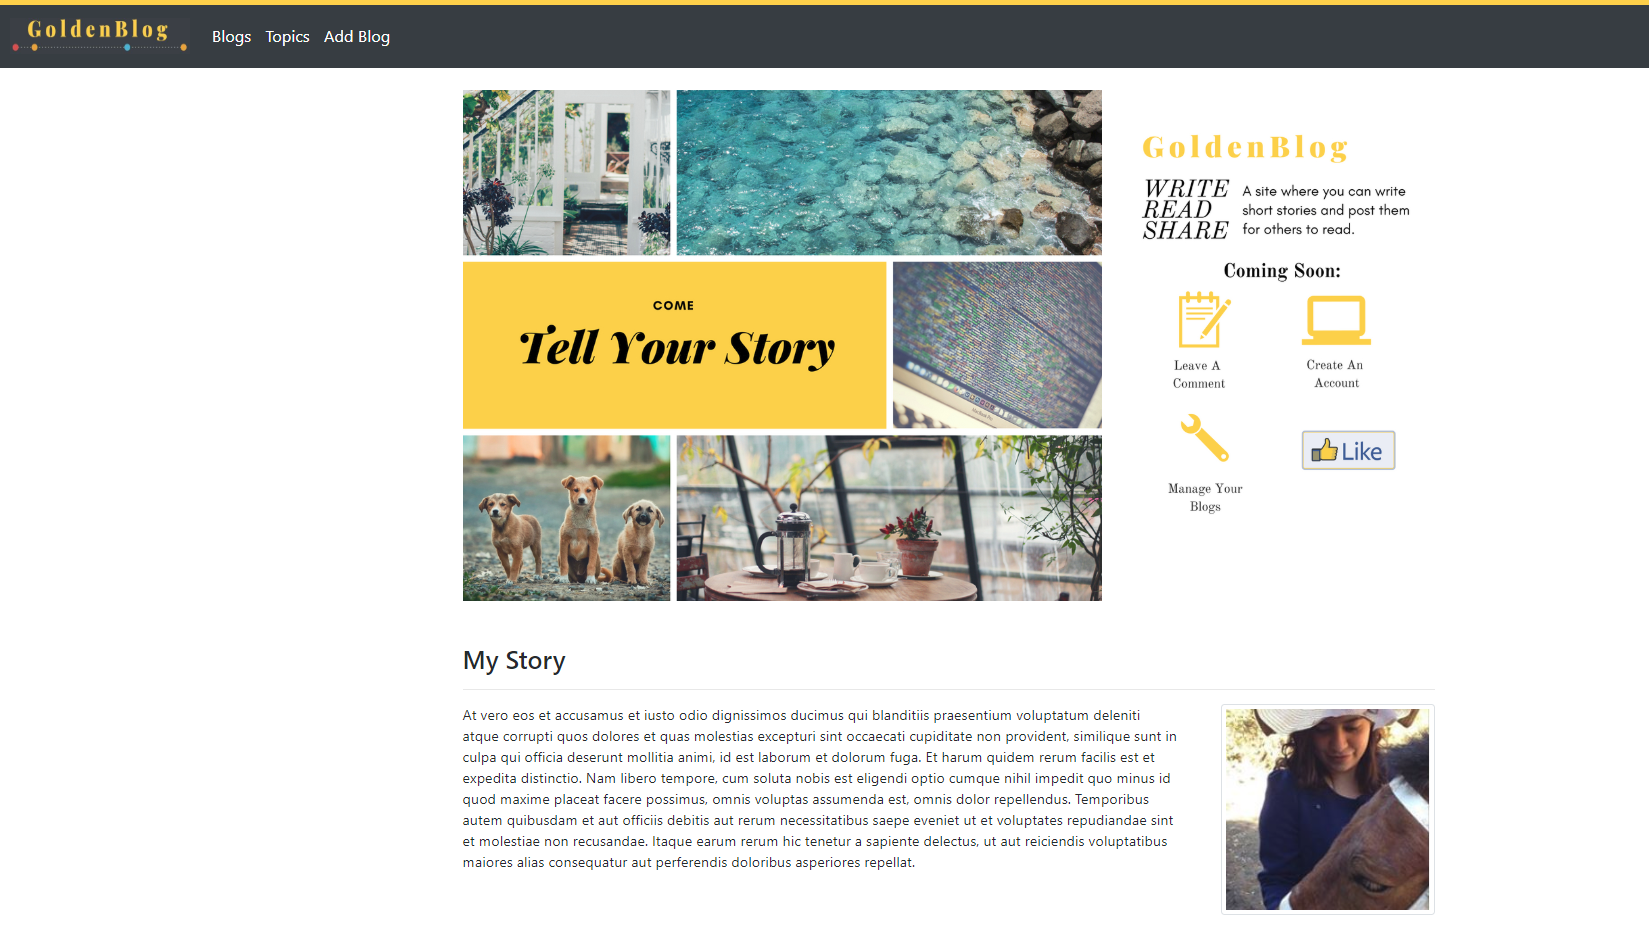 GoldenBlog
Blogs Topics Add Blog
GoldenBlog
WRITE
READ
SHARE
A site where you can write
short stories and post them
for others to read.
Coming Soon:
COME
Tell Your Story
Leave A
Comment
Create An
Account
Like
Manage Your
Blogs
My Story
At vero eos et accusamus et iusto odio dignissimos ducimus qui blanditiis praesentium voluptatum deleniti
atque corrupti quos dolores et quas molestias excepturi sint occaecati cupiditate non provident, similique sunt in
culpa qui officia deserunt mollitia animi, id est laborum et dolorum fuga. Et harum quidem rerum facilis est et
expedita distinctio. Nam libero tempore, cum soluta nobis est eligendi optio cumque nihil impedit quo minus id
quod maxime placeat facere possimus, omnis voluptas assumenda est, omnis dolor repellendus. Temporibus
autem quibusdam et aut officiis debitis aut rerum necessitatibus saepe eveniet ut et voluptates repudiandae sint
et molestiae non recusandae. Itaque earum rerum hic tenetur a sapiente delectus, ut aut reiciendis voluptatibus
maiores alias consequatur aut perferendis doloribus asperiores repellat.